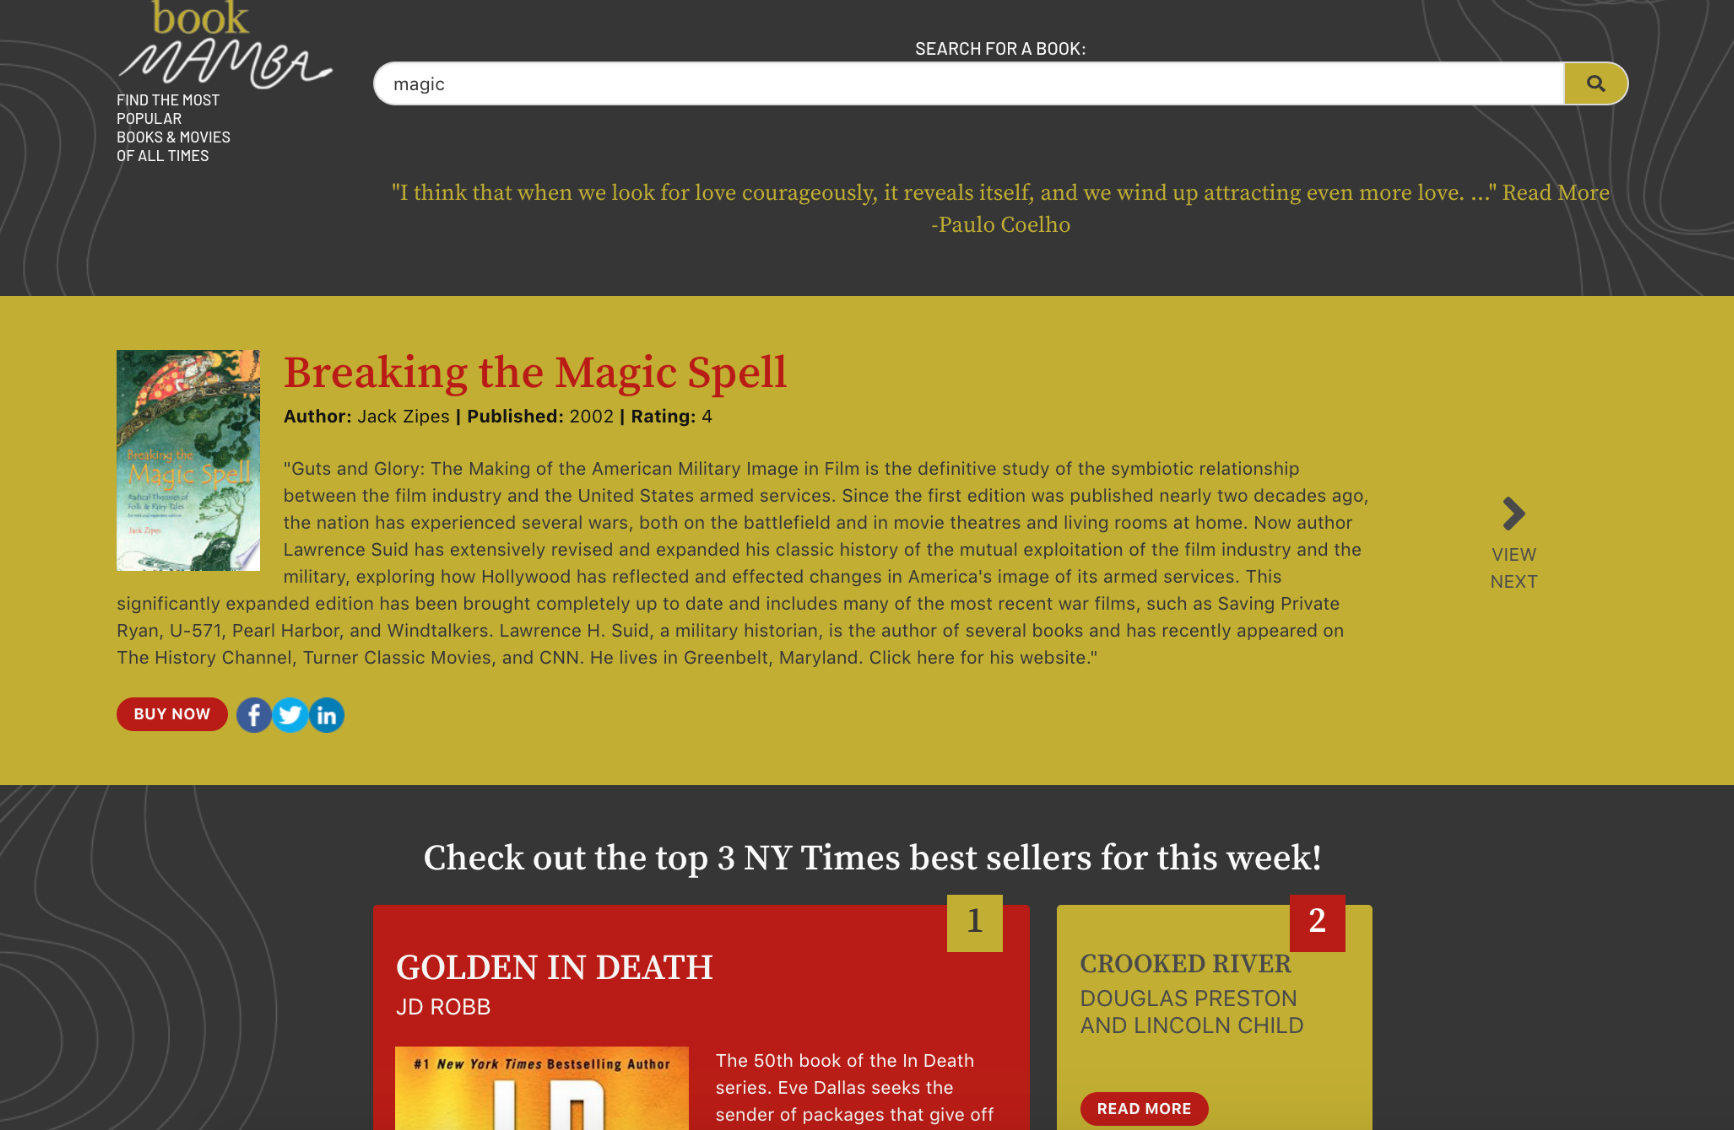 book
MAMBA
FIND THE MOST
POPULAR
BOOKS & MOVIES
OF ALL TIMES
SEARCH FOR A BOOK:
magic
"I think that when we look for love courageously, it reveals itself, and we wind up attracting even more love. ..." Read More
-Paulo Coelho
Breaking the
Magic Spell
Radical Theories of
Folk & Fairy Tales
Jack Zipes
Breaking the Magic Spell
Author: Jack Zipes | Published: 2002 | Rating: 4
"Guts and Glory: The Making of the American Military Image in Film is the definitive study of the symbiotic relationship
between the film industry and the United States armed services. Since the first edition was published nearly two decades ago,
the nation has experienced several wars, both on the battlefield and in movie theatres and living rooms at home. Now author
Lawrence Suid has extensively revised and expanded his classic history of the mutual exploitation of the film industry and the
military, exploring how Hollywood has reflected and effected changes in America's image of its armed services. This
significantly expanded edition has been brought completely up to date and includes many of the most recent war films, such as Saving Private
Ryan, U-571, Pearl Harbor, and Windtalkers. Lawrence H. Suid, a military historian, is the author of several books and has recently appeared on
The History Channel, Turner Classic Movies, and CNN. He lives in Greenbelt, Maryland. Click here for his website."
VIEW
NEXT
BUY NOW
f
in
Check out the top 3 NY Times best sellers for this week!
1
GOLDEN IN DEATH
JD ROBB
#1 New York Times Bestselling Author
The 50th book of the In Death
series. Eve Dallas seeks the
sender of packages that give off
2
CROOKED RIVER
DOUGLAS PRESTON
AND LINCOLN CHILD
READ MORE